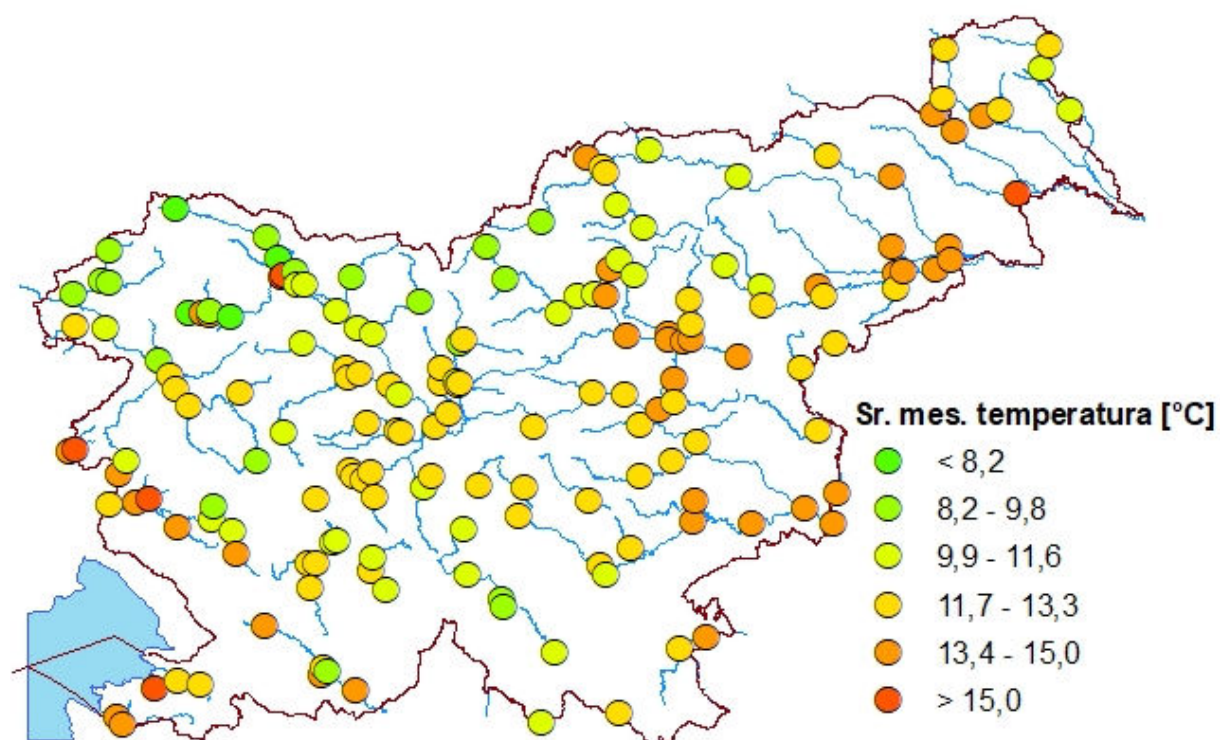 Sr. mes. temperatura [°C]
< 8,2
8,2 - 9,8
9,9 - 11,6
11,7 - 13,3
13,4 - 15,0
> 15,0